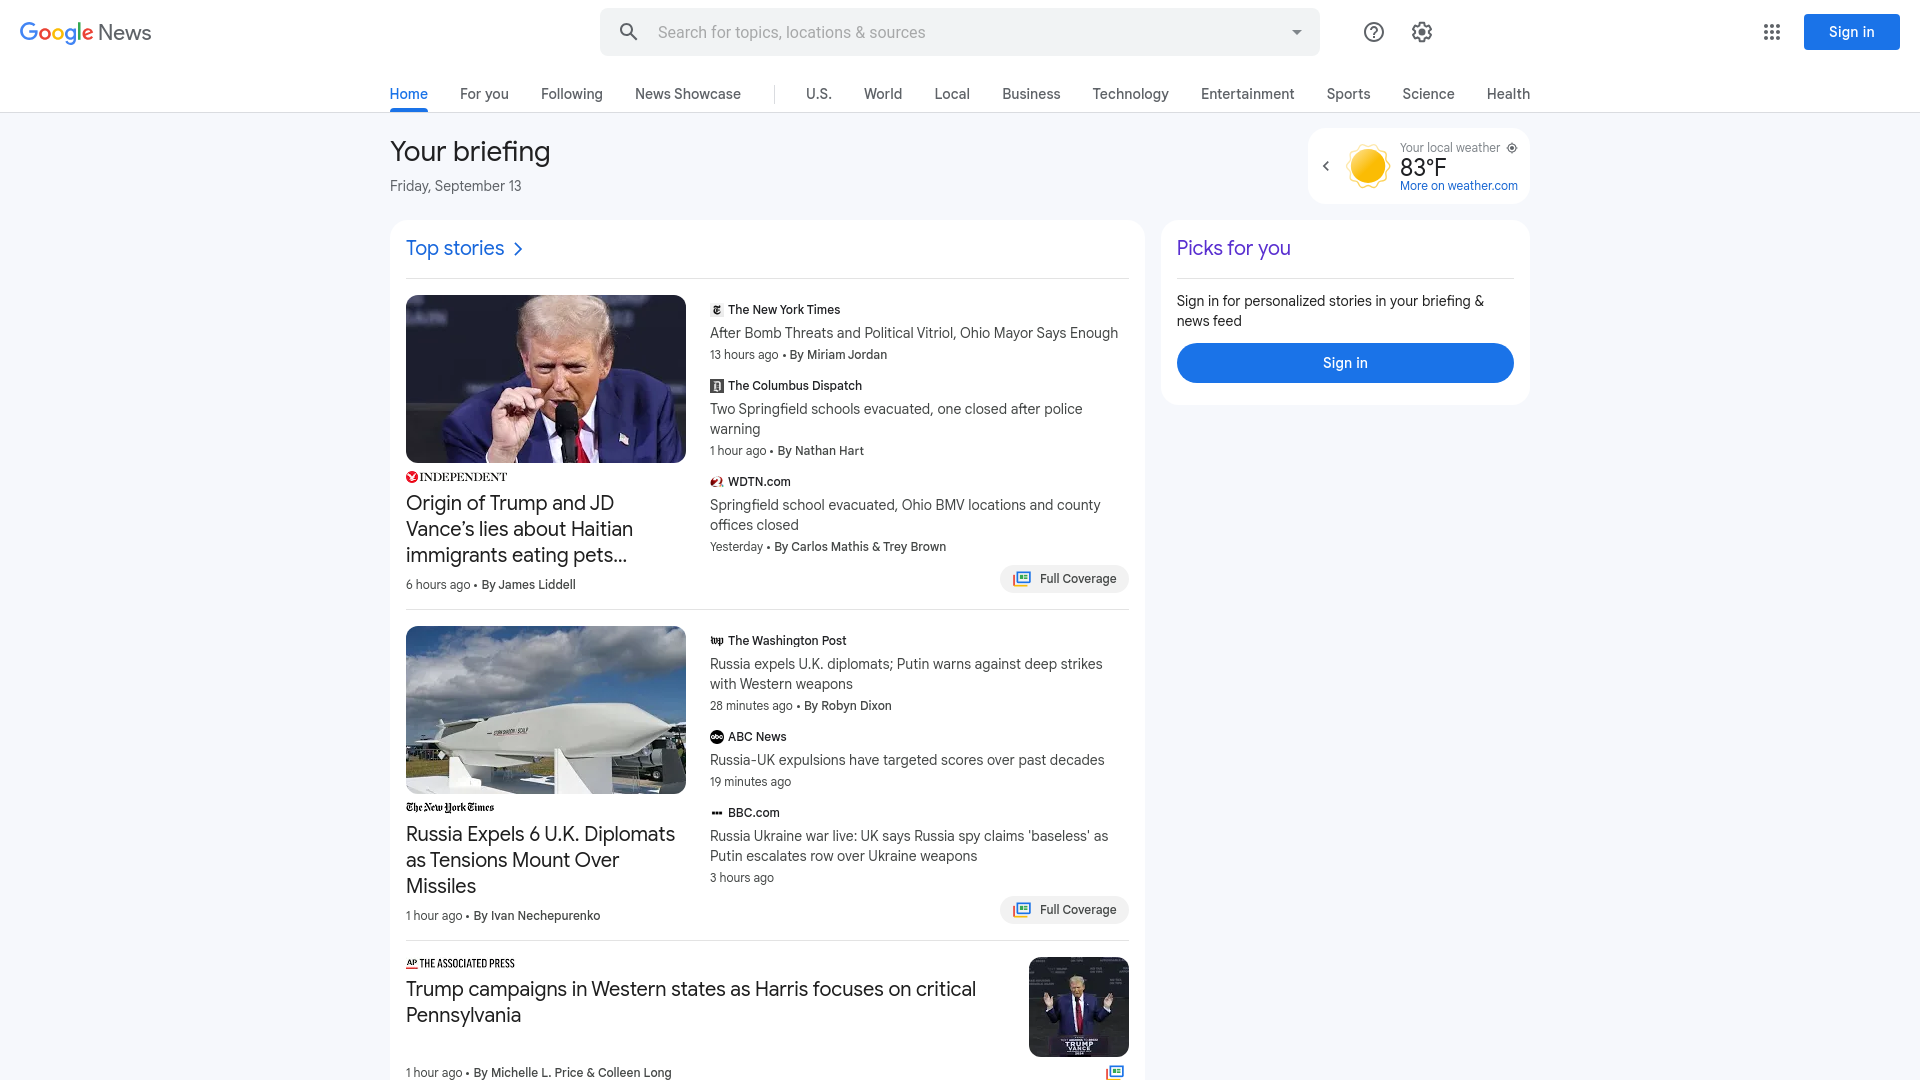 Google News
Search for topics, locations & sources
Sign in
Home
For you
Following
News Showcase
U.S.
World
Local
Business
Technology
Entertainment
Sports
Science
Health
Your briefing
Friday, September 13
Your local weather
83°F
More on weather.com
Top stories
INDEPENDENT
Origin of Trump and JD
Vance’s lies about Haitian
immigrants eating pets...
6 hours ago • By James Liddell
The New York Times
After Bomb Threats and Political Vitriol, Ohio Mayor Says Enough
13 hours ago • By Miriam Jordan
The Columbus Dispatch
Two Springfield schools evacuated, one closed after police
warning
1 hour ago • By Nathan Hart
WDTN.com
Springfield school evacuated, Ohio BMV locations and county
offices closed
Yesterday • By Carlos Mathis & Trey Brown
Full Coverage
The New York Times
Russia Expels 6 U.K. Diplomats
as Tensions Mount Over
Missiles
1 hour ago • By Ivan Nechepurenko
The Washington Post
Russia expels U.K. diplomats; Putin warns against deep strikes
with Western weapons
28 minutes ago • By Robyn Dixon
abc
ABC News
Russia-UK expulsions have targeted scores over past decades
19 minutes ago
BBC.com
Russia Ukraine war live: UK says Russia spy claims 'baseless' as
Putin escalates row over Ukraine weapons
3 hours ago
Full Coverage
AP THE ASSOCIATED PRESS
Trump campaigns in Western states as Harris focuses on critical
Pennsylvania
TRUMP
VANCE
1 hour ago • By Michelle L. Price & Colleen Long
Picks for you
Sign in for personalized stories in your briefing &
news feed
Sign in